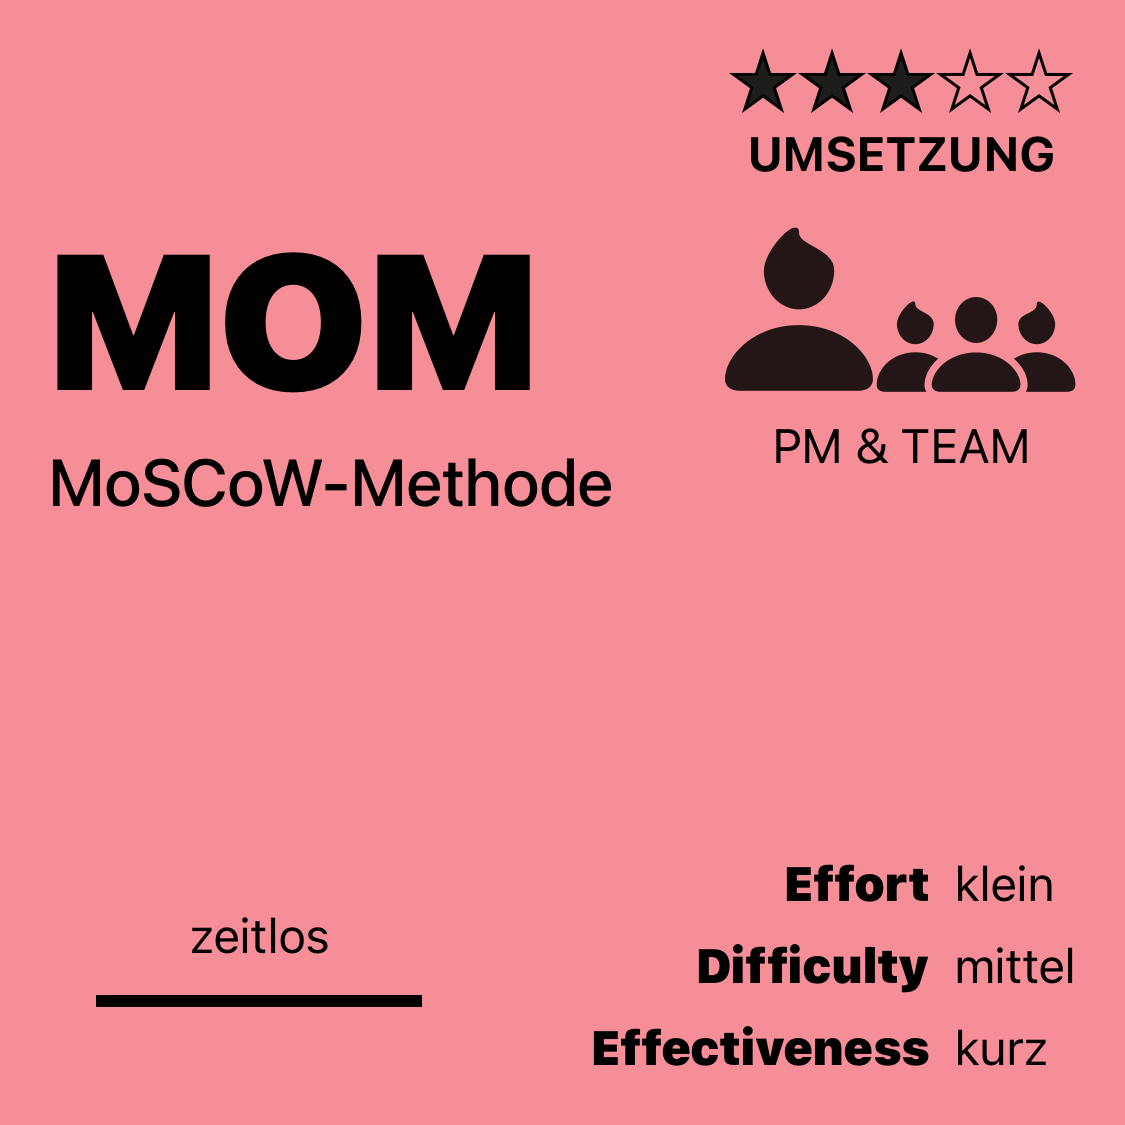 ★★★☆☆
UMSETZUNG
MOM
MoSCoW-Methode
PM & TEAM
zeitlos
Effort klein
Difficulty mittel
Effectiveness kurz